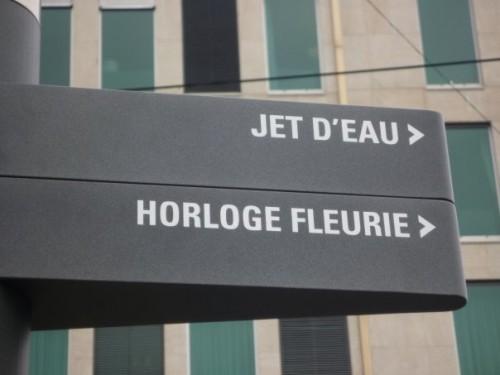 JET D'EAU >
HORLOGE FLEURIE >